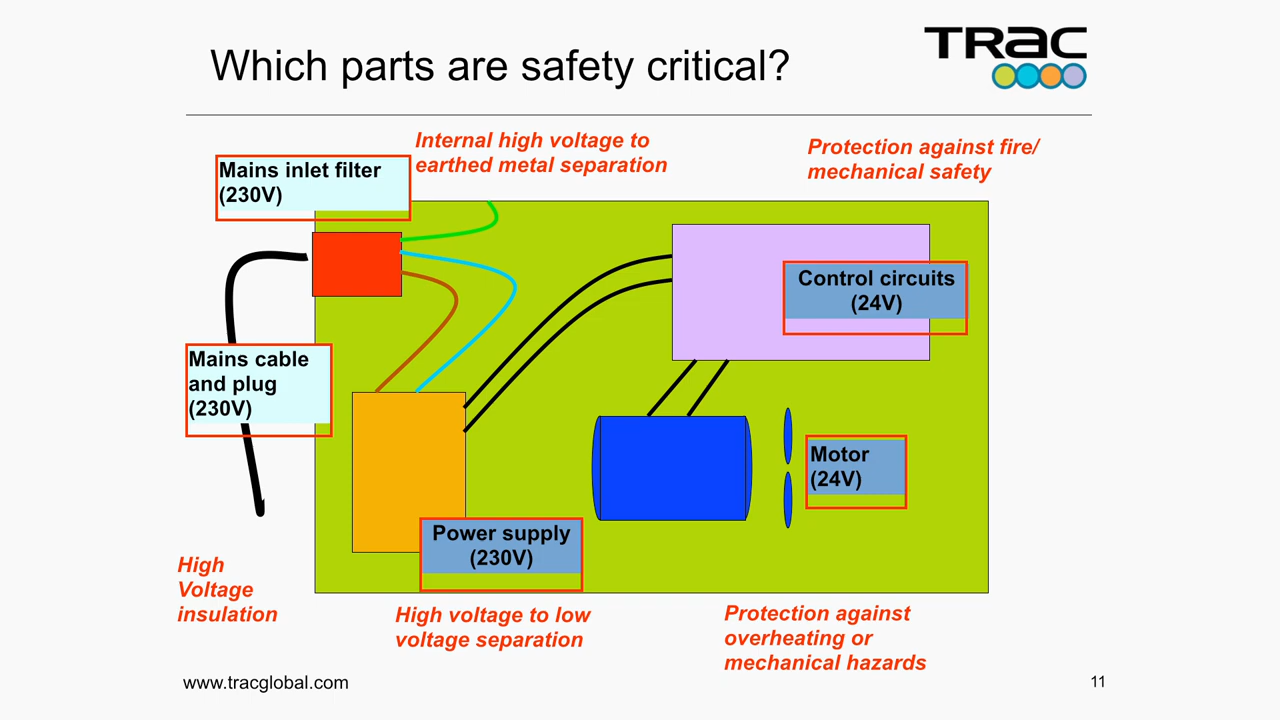 Which parts are safety critical?
TRaC
Internal high voltage to
earthed metal separation
Protection against fire/
mechanical safety
Mains inlet filter
(230V)
Control circuits
(24V)
Mains cable
and plug
(230V)
Motor
(24V)
Power supply
(230V)
High
Voltage
insulation
High voltage to low
voltage separation
Protection against
overheating or
mechanical hazards
www.tracglobal.com
11